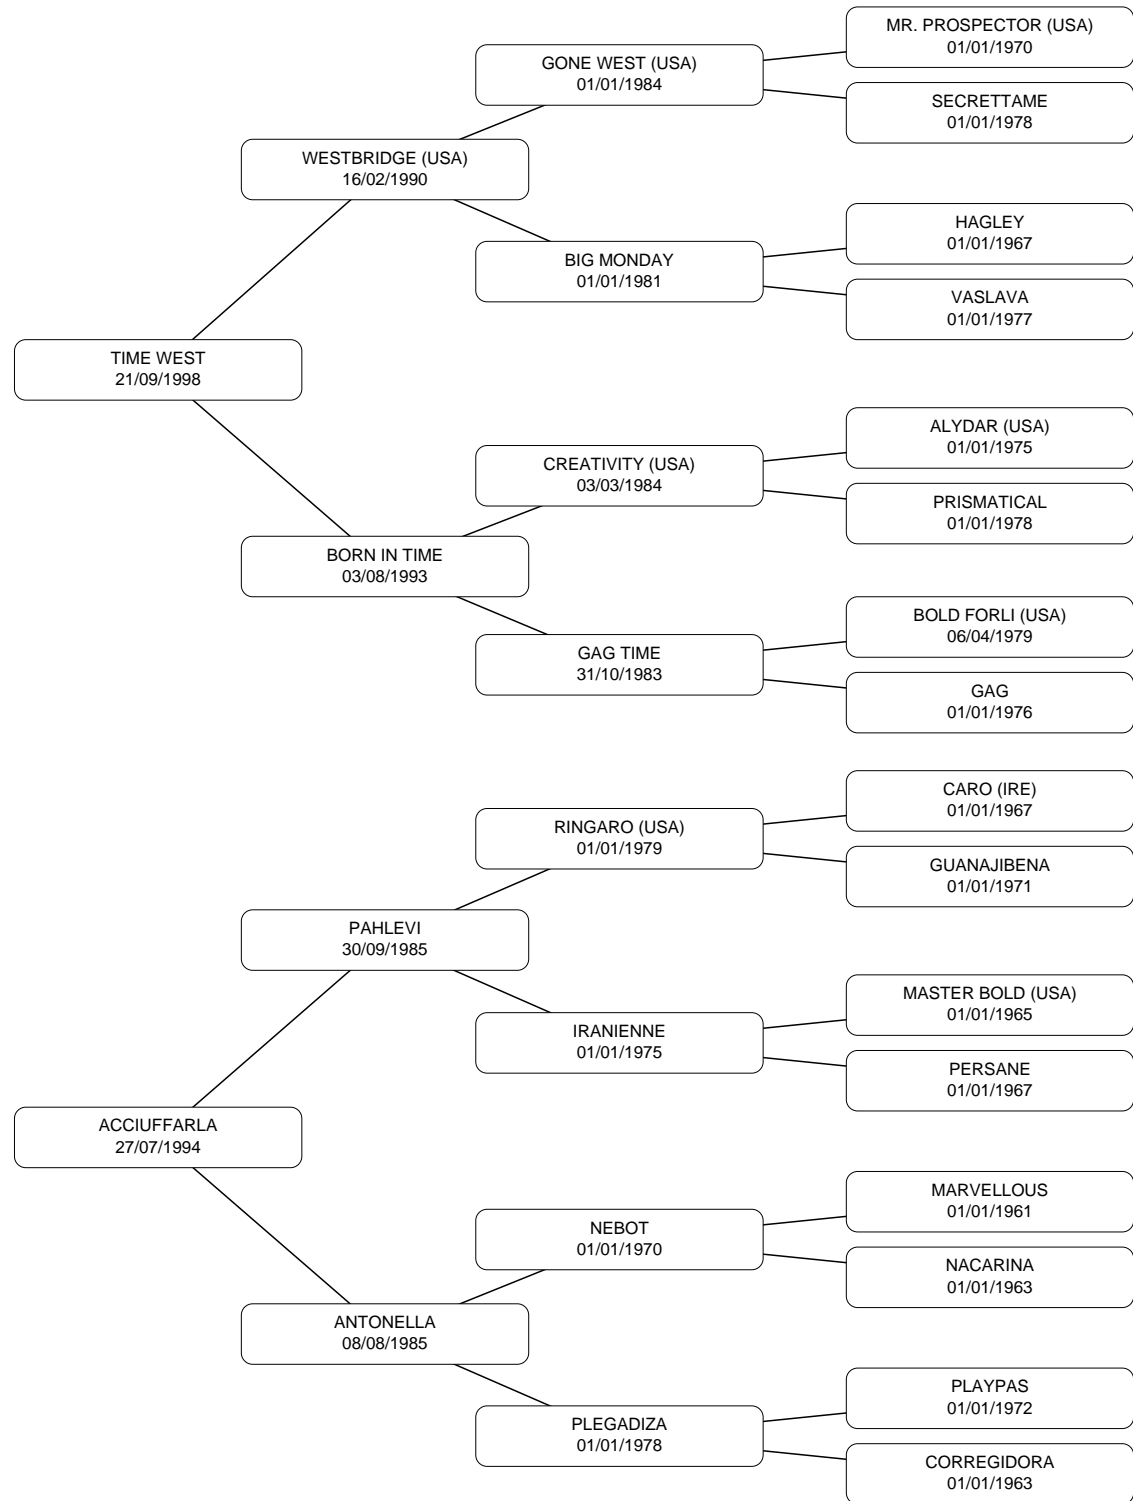 MR. PROSPECTOR (USA)
01/01/1970
GONE WEST (USA)
01/01/1984
SECRETTAME
01/01/1978
WESTBRIDGE (USA)
16/02/1990
HAGLEY
01/01/1967
BIG MONDAY
01/01/1981
VASLAVA
01/01/1977
TIME WEST
21/09/1998
ALYDAR (USA)
01/01/1975
CREATIVITY (USA)
03/03/1984
PRISMATICAL
01/01/1978
BORN IN TIME
03/08/1993
BOLD FORLI (USA)
06/04/1979
GAG TIME
31/10/1983
GAG
01/01/1976
CARO (IRE)
01/01/1967
RINGARO (USA)
01/01/1979
GUANAJIBENA
01/01/1971
PAHLEVI
30/09/1985
MASTER BOLD (USA)
01/01/1965
IRANIENNE
01/01/1975
PERSANE
01/01/1967
ACCIUFFARLA
27/07/1994
MARVELLOUS
01/01/1961
NEBOT
01/01/1970
NACARINA
01/01/1963
ANTONELLA
08/08/1985
PLAYPAS
01/01/1972
PLEGADIZA
01/01/1978
CORREGIDORA
01/01/1963